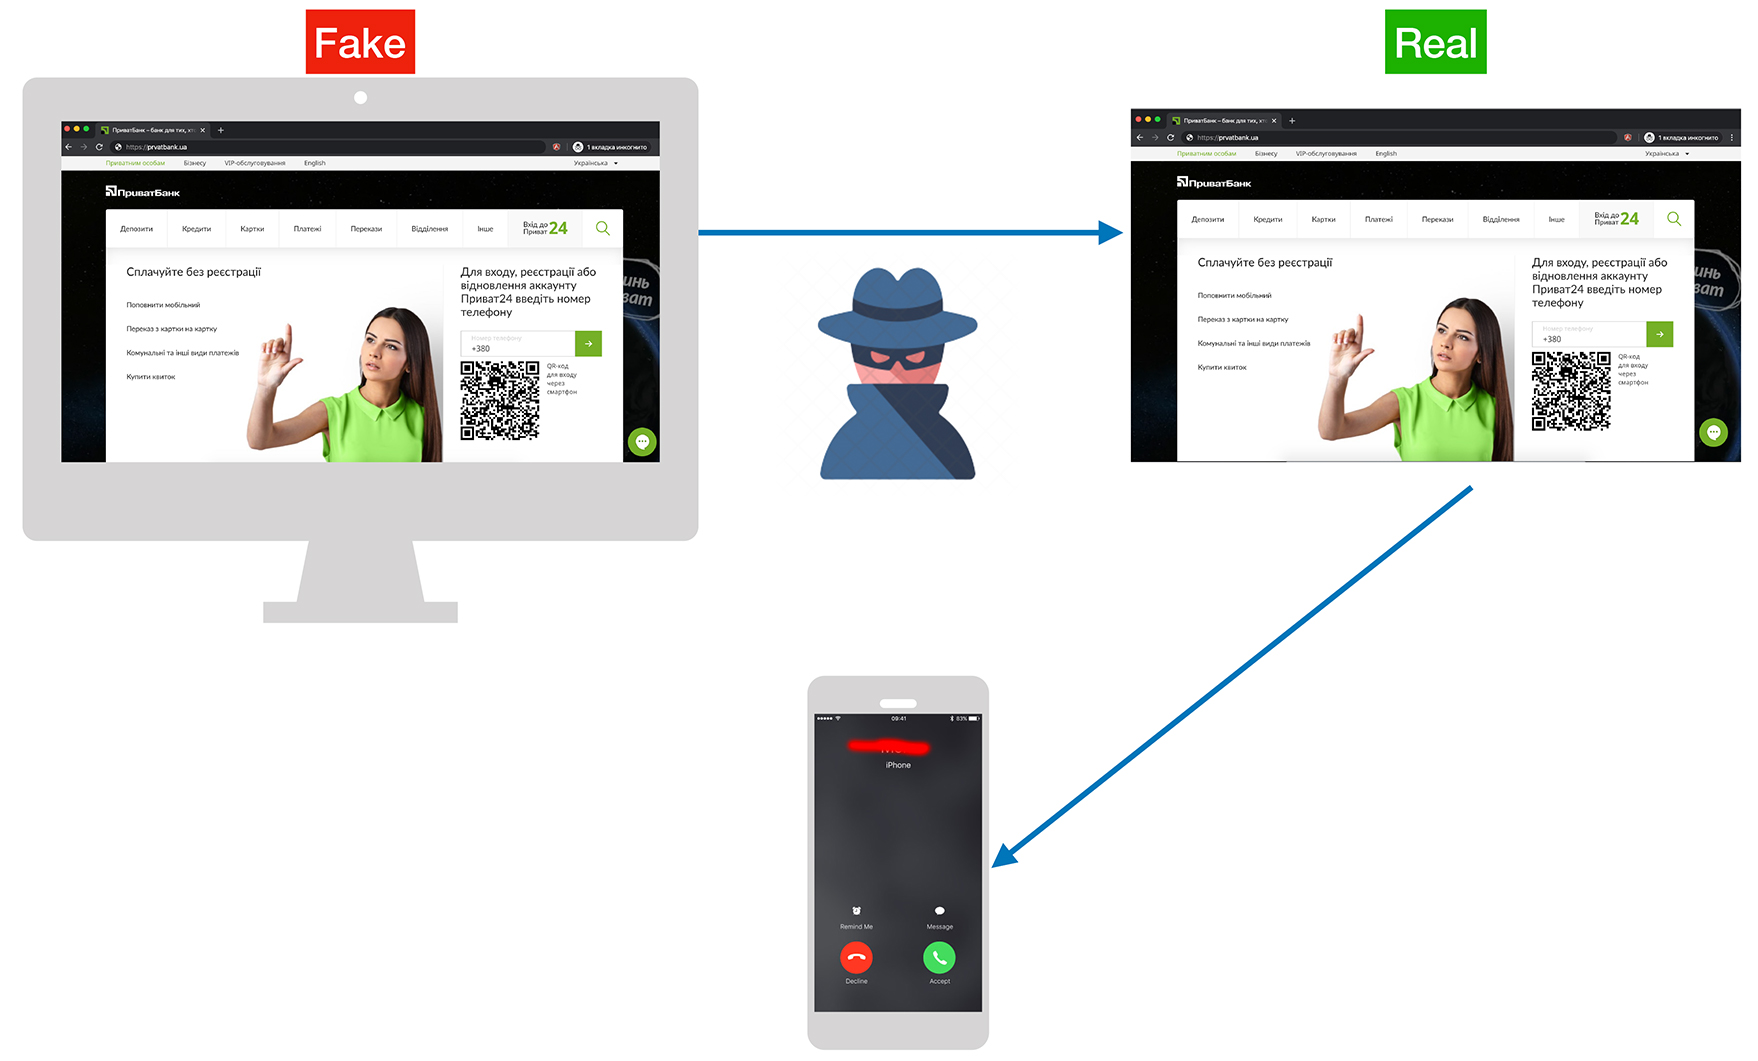 Fake
ПриватБанк – банк для тих, хто
https://prvatbank.ua
1 вкладка инкогнито
Приватним особам
Бізнесу
VIP-обслуговування
English
Українська
ПриватБанк
Депозити
Кредити
Картки
Платежі
Перекази
Відділення
Інше
Вхід до
Приват 24
Сплачуйте без реєстрації
Поповнити мобільний
Переказ з картки на картку
Комунальні та інші види платежів
Купити квиток
Для входу, реєстрації або
відновлення аккаунту
Приват24 введіть номер
телефону
Номер телефону
+380
QR-код
для входу
через
смартфон
Real
ПриватБанк – банк для тих, хто
https://prvatbank.ua
1 вкладка инкогнито
Приватним особам
Бізнесу
VIP-обслуговування
English
Українська
ПриватБанк
Депозити
Кредити
Картки
Платежі
Перекази
Відділення
Інше
Вхід до
Приват 24
Сплачуйте без реєстрації
Поповнити мобільний
Переказ з картки на картку
Комунальні та інші види платежів
Купити квиток
Для входу, реєстрації або
відновлення аккаунту
Приват24 введіть номер
телефону
Номер телефону
+380
QR-код
для входу
через
смартфон
09:41
83%
iPhone
Remind Me
Message
Decline
Accept